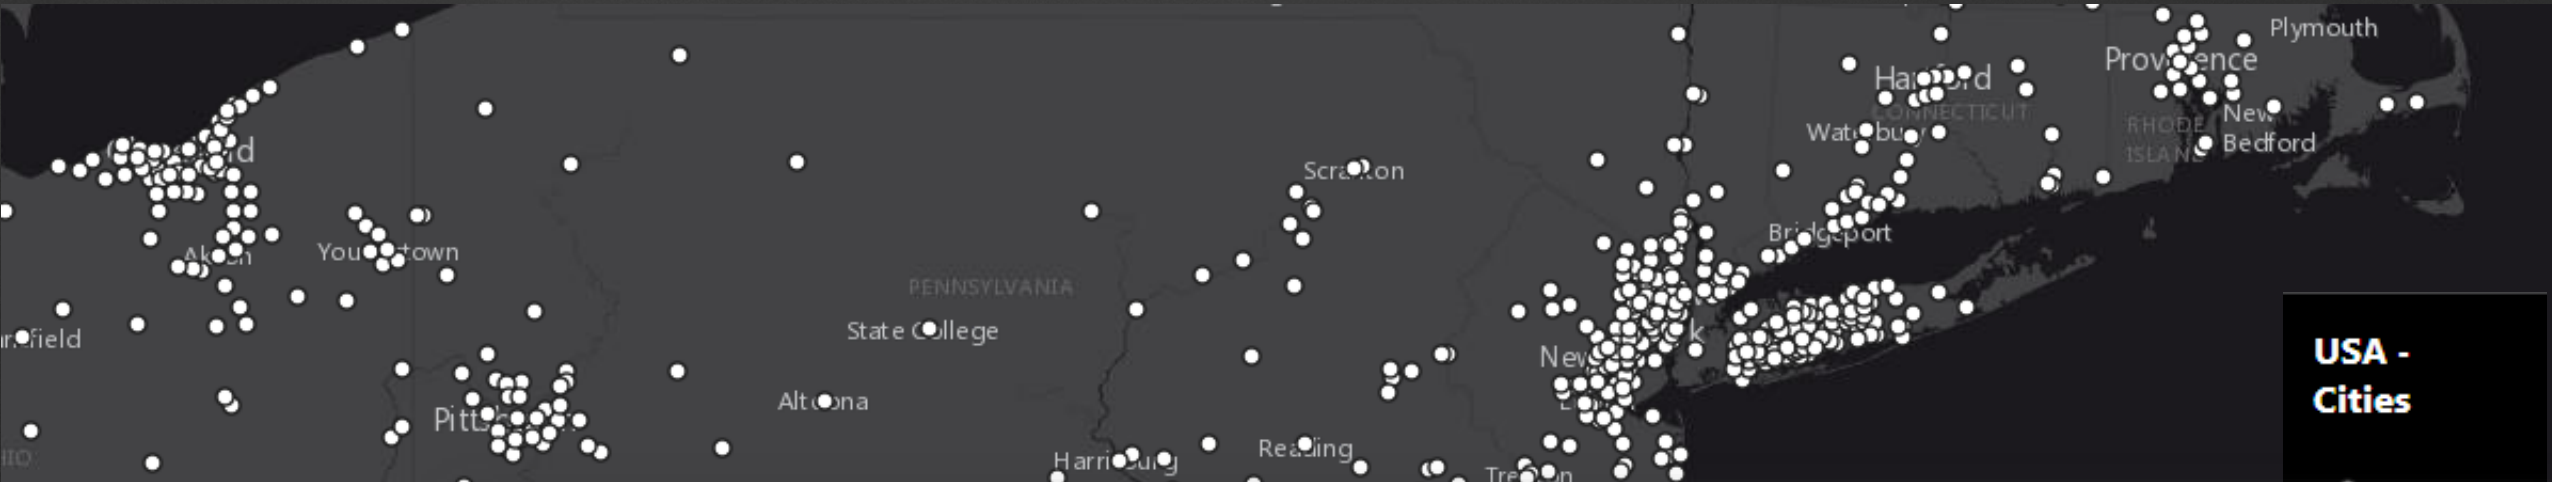 Plymouth
Providence
Hartford
CONNECTICUT
New
Bedford
RHODE
ISLAND
Waterbury
Scranton
Bridgeport
Akron
Youngstown
PENNSYLVANIA
State College
Altoona
Pittsburgh
Harrisburg
Reading
Trenton
New
USA -
Cities